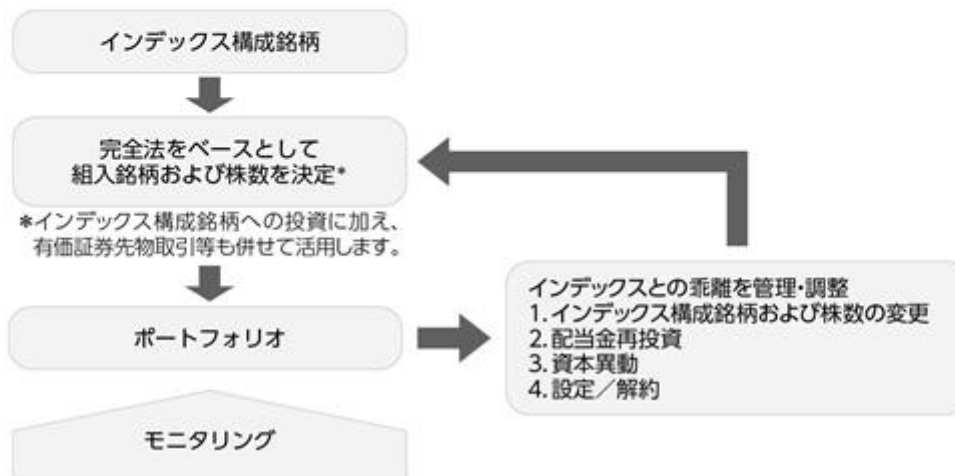 インデックス構成銘柄
完全法をベースとして
組入銘柄および株数を決定*
*インデックス構成銘柄への投資に加え、
有価証券先物取引等も併せて活用します。
ポートフォリオ
インデックスとの乖離を管理・調整
1. インデックス構成銘柄および株数の変更
2. 配当金再投資
3. 資本異動
4. 設定／解約
モニタリング